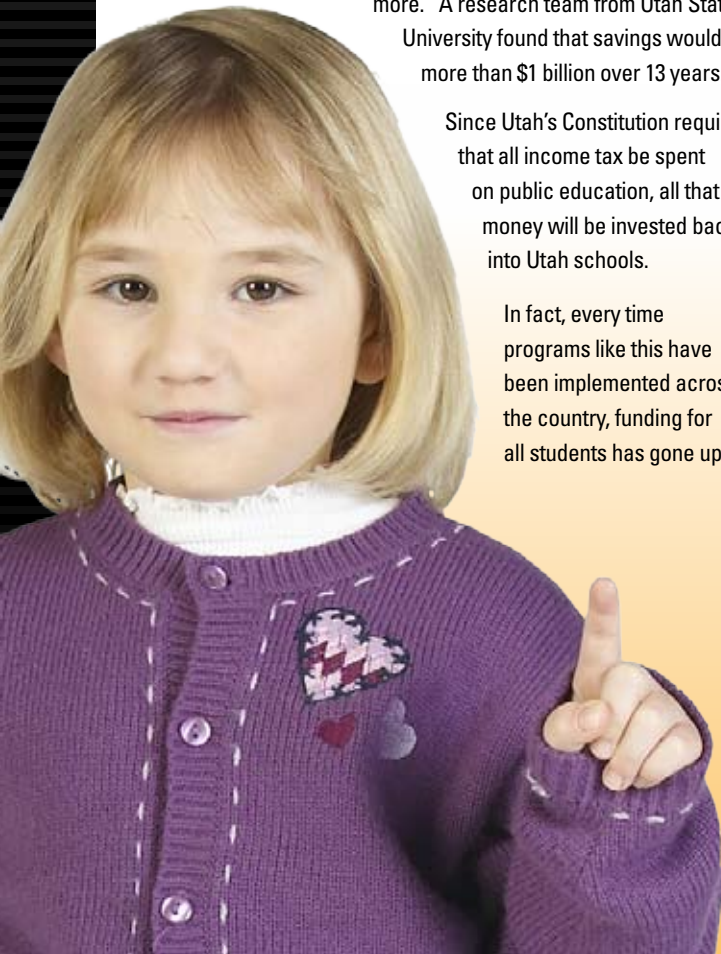 more.” A research team from Utah Stat
University found that savings would
more than $1 billion over 13 years
Since Utah’s Constitution requi
that all income tax be spent
on public education, all that
money will be invested bac
into Utah schools.
In fact, every time
programs like this have
been implemented acros
the country, funding for
all students has gone up